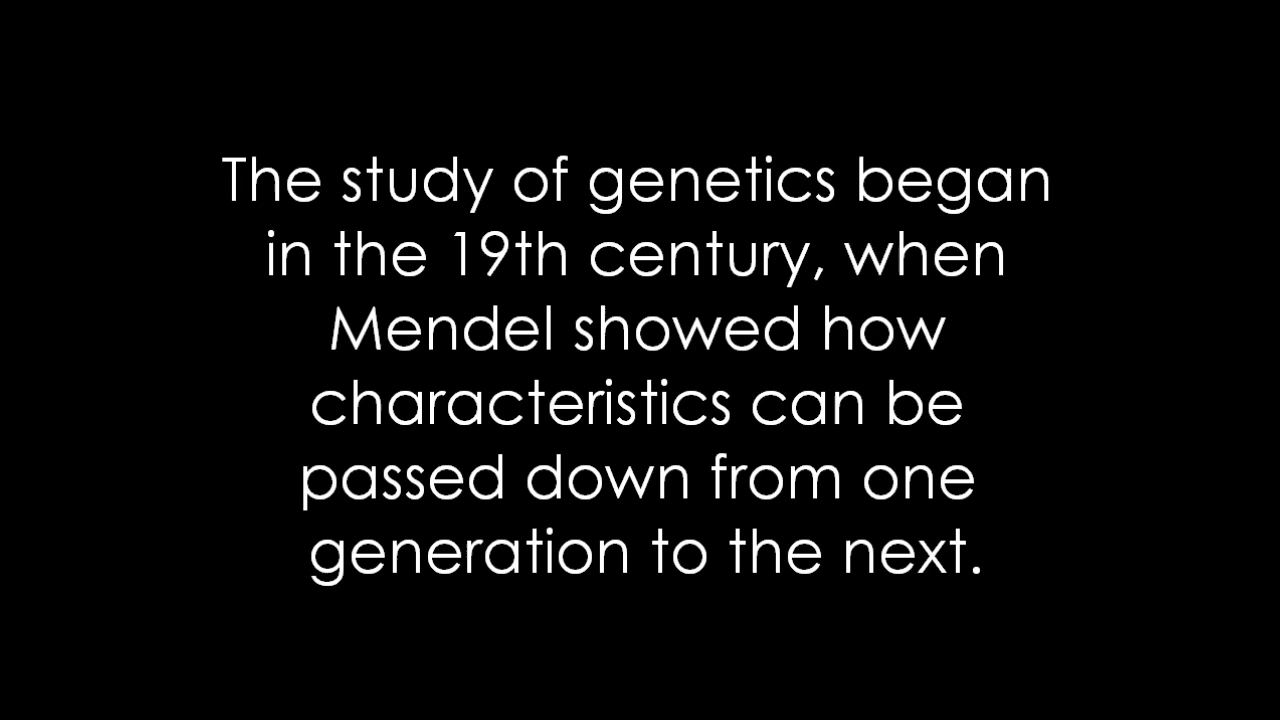 The study of genetics began
in the 19th century, when
Mendel showed how
characteristics can be
passed down from one
generation to the next.